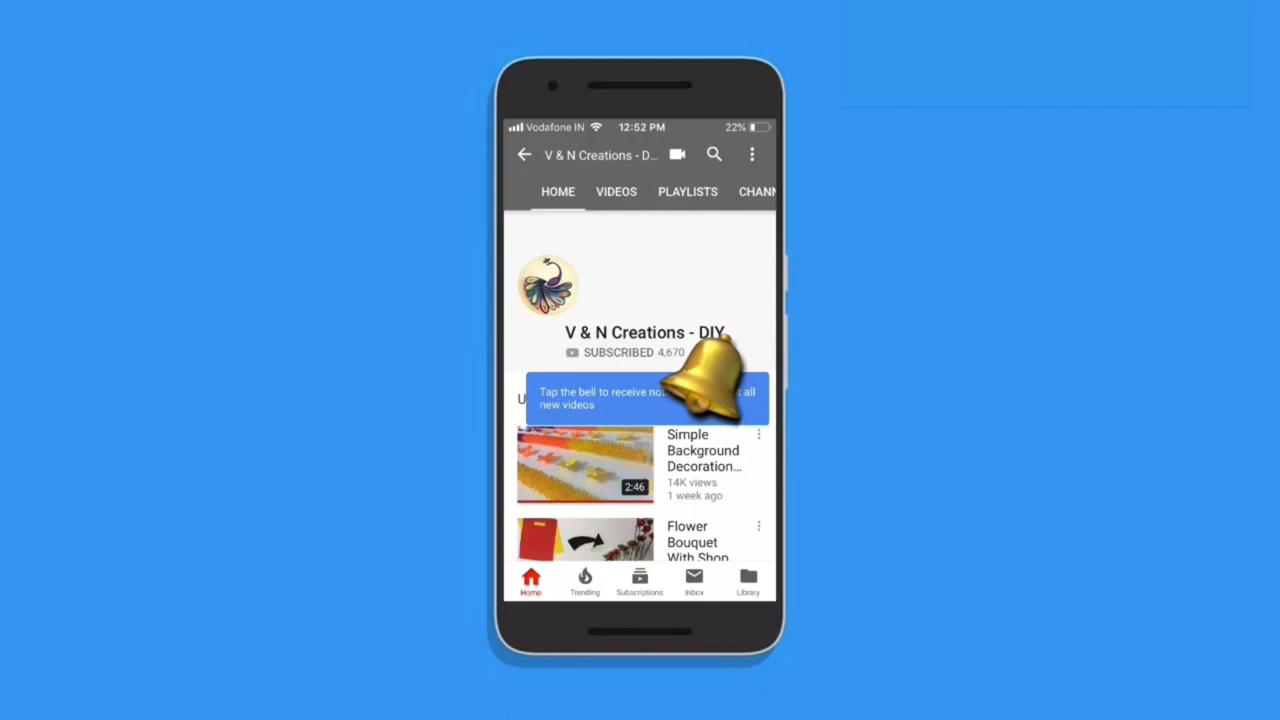 Vodafone IN 12:52 PM 22%
V & N Creations - D...
HOME VIDEOS PLAYLISTS CHANN
V & N Creations - DIY
SUBSCRIBED 4,670
U
Tap the bell to receive all
new videos
Simple
Background
Decoration...
14K views
1 week ago
2:46
Flower
Bouquet
With Shop
Home Trending Subscriptions Inbox Library